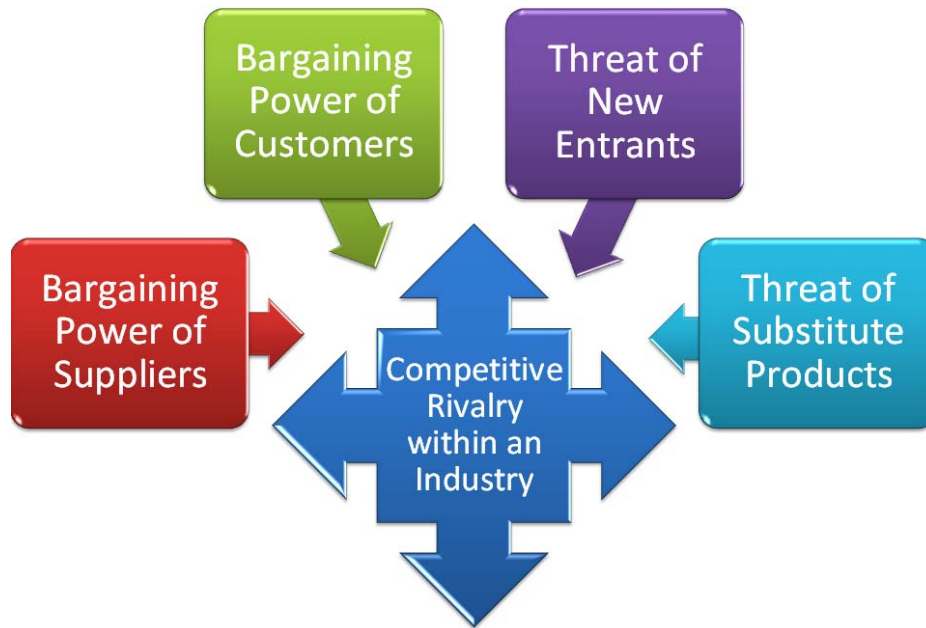 Bargaining
Power of
Customers
Threat of
New
Entrants
Bargaining
Power of
Suppliers
Threat of
Substitute
Products
Competitive
Rivalry
within an
Industry